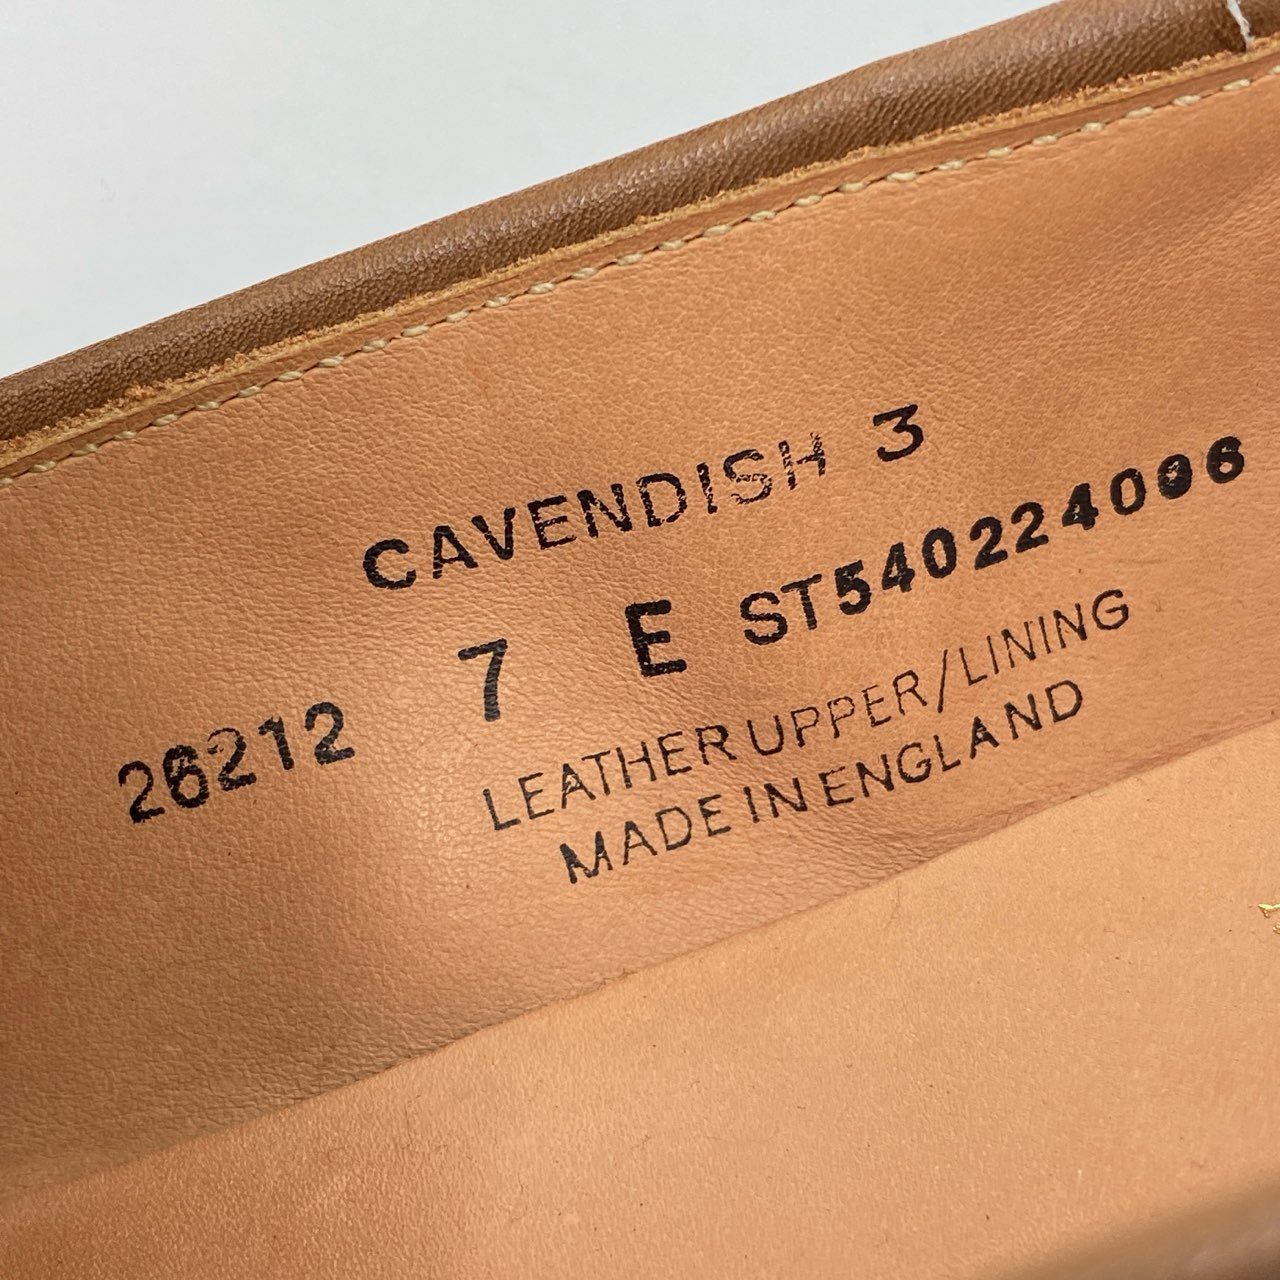 CAVENDISH 3
26212 7 E ST540224006
LEATHER UPPER/LINING
MADE IN ENGLAND